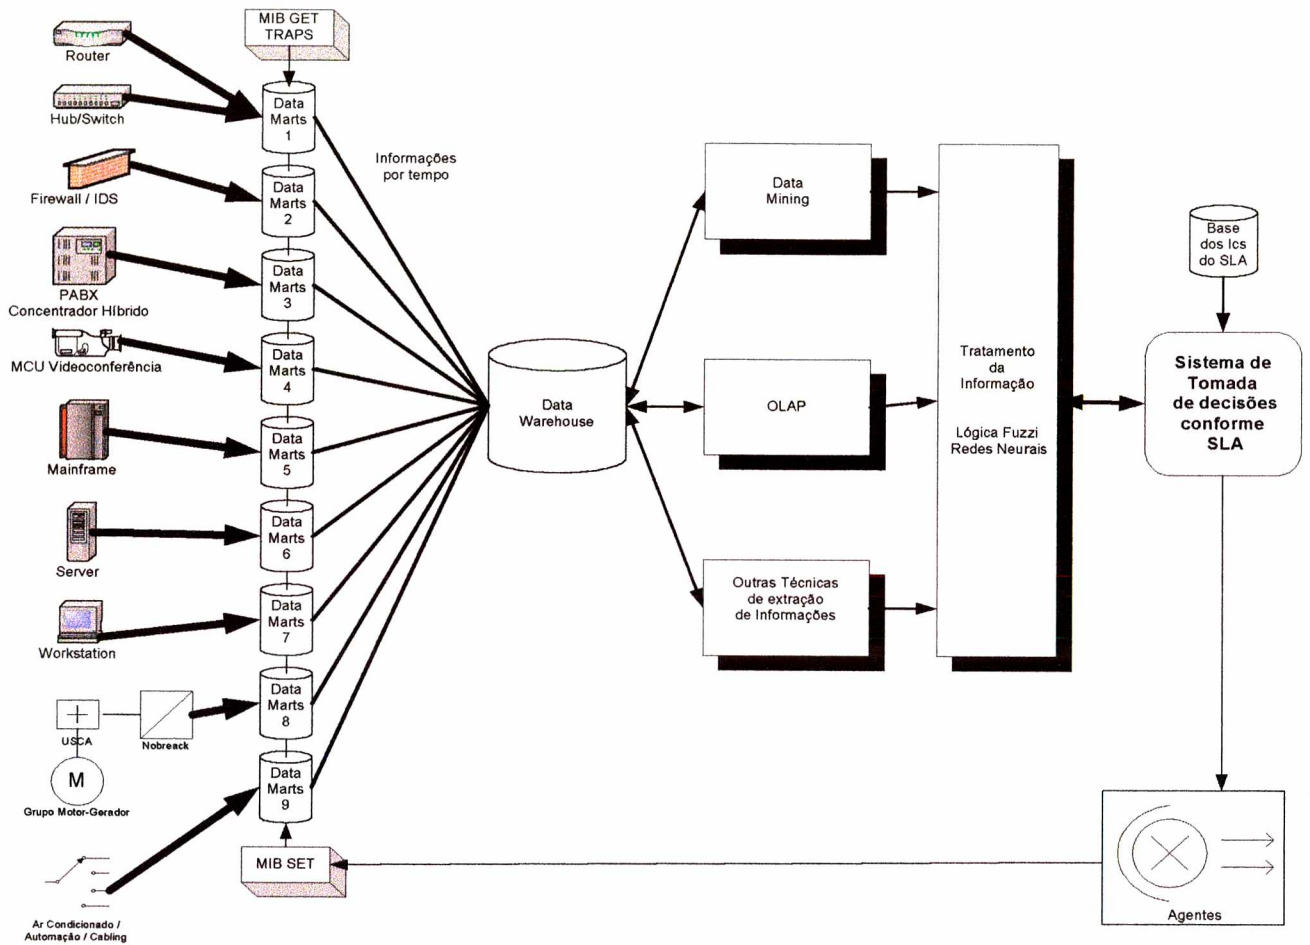 MIB GET
TRAPS
Router
Hub/Switch
Firewall / IDS
PABX
Concentrador Híbrido
MCU Videoconferência
Mainframe
Server
Workstation
USCA
Nobreack
M
Grupo Motor-Gerador
Ar Condicionado /
Automação / Cabling
Data
Marts
1
Data
Marts
2
Data
Marts
3
Data
Marts
4
Data
Marts
5
Data
Marts
6
Data
Marts
7
Data
Marts
8
Data
Marts
9
MIB SET
Informações
por tempo
Data
Warehouse
Data
Mining
OLAP
Outras Técnicas
de extração
de Informações
Tratamento
da
Informação
Lógica Fuzzi
Redes Neurais
Base
dos Ics
do SLA
Sistema de
Tomada
de decisões
conforme
SLA
Agentes